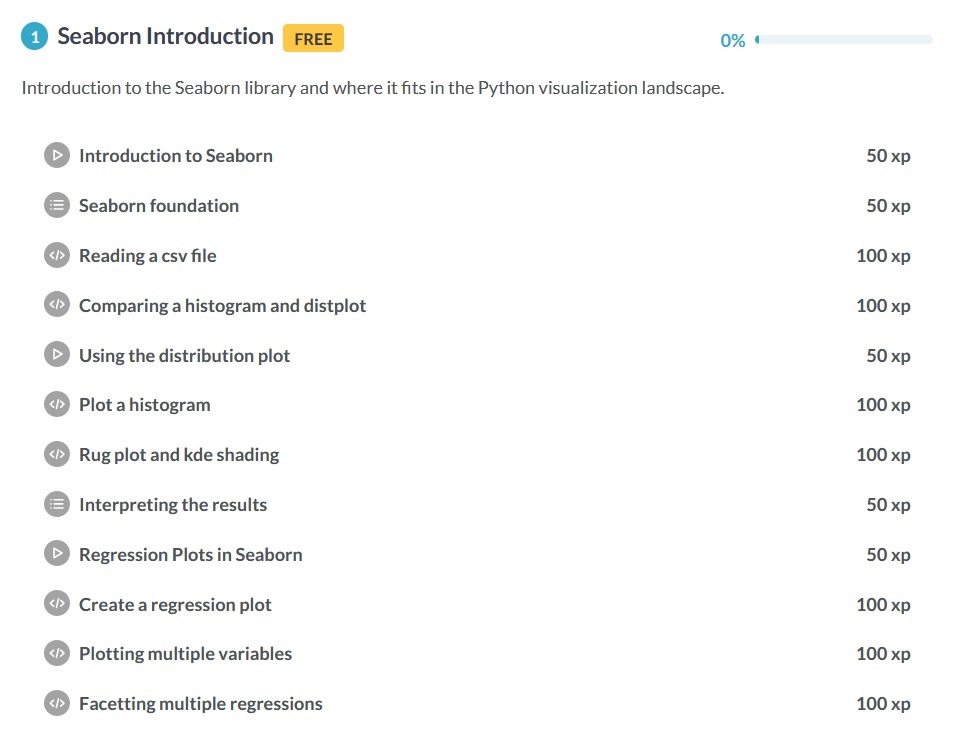 1 Seaborn Introduction FREE 0%
Introduction to the Seaborn library and where it fits in the Python visualization landscape.
Introduction to Seaborn 50 xp
Seaborn foundation 50 xp
Reading a csv file 100 xp
Comparing a histogram and distplot 100 xp
Using the distribution plot 50 xp
Plot a histogram 100 xp
Rug plot and kde shading 100 xp
Interpreting the results 50 xp
Regression Plots in Seaborn 50 xp
Create a regression plot 100 xp
Plotting multiple variables 100 xp
Facetting multiple regressions 100 xp